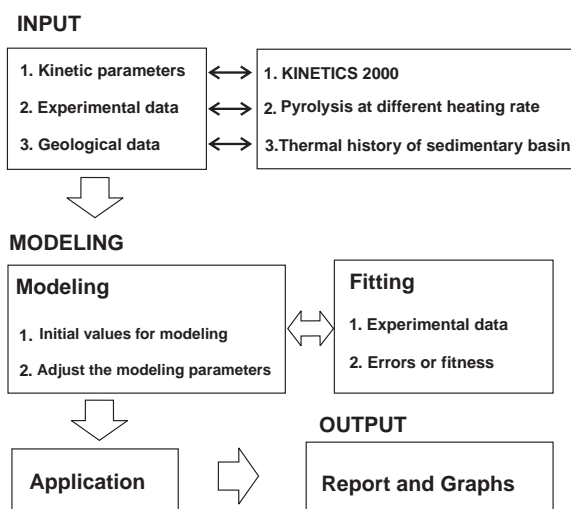 INPUT
1. Kinetic parameters
2. Experimental data
3. Geological data
1. KINETICS 2000
2. Pyrolysis at different heating rate
3.Thermal history of sedimentary basin
MODELING
Modeling
1. Initial values for modeling
2. Adjust the modeling parameters
Fitting
1. Experimental data
2. Errors or fitness
Application
OUTPUT
Report and Graphs